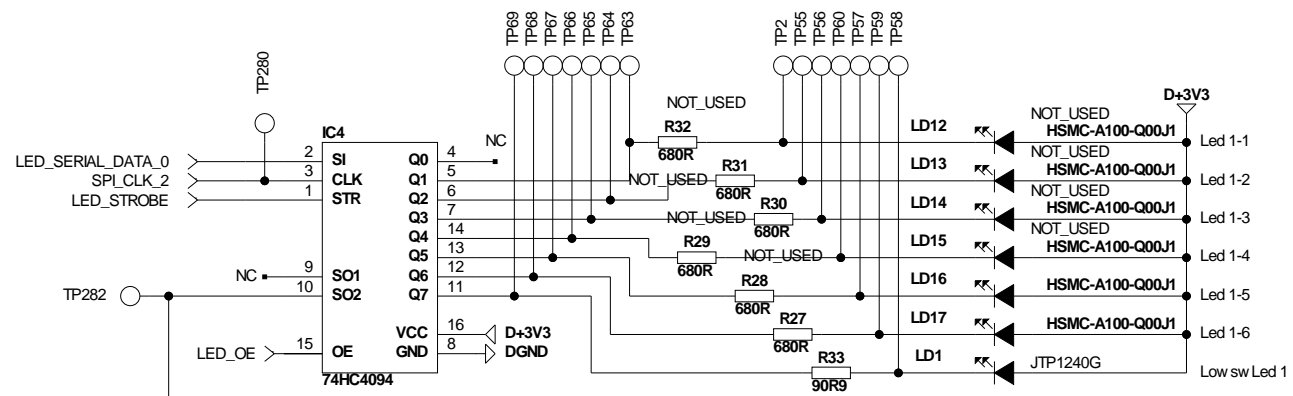 TP69 TP68 TP67 TP66 TP65 TP64 TP63 TP2 TP55 TP56 TP60 TP57 TP59 TP58
TP280
NOT_USED
NOT_USED
D+3V3
IC4
R32
LD12
HSMC-A100-Q00J1
Led 1-1
NC
LED_SERIAL_DATA_0
2
SI
Q0
4
680R
NOT_USED
SPI_CLK_2
3
CLK
Q1
5
NOT_USED
R31
LD13
HSMC-A100-Q00J1
Led 1-2
LED_STROBE
1
STR
Q2
6
680R
NOT_USED
Q3
7
NOT_USED
R30
LD14
HSMC-A100-Q00J1
Led 1-3
Q4
14
680R
NOT_USED
R29
NOT_USED
LD15
HSMC-A100-Q00J1
Led 1-4
Q5
13
680R
NC
9
SO1
Q6
12
R28
LD16
HSMC-A100-Q00J1
Led 1-5
TP282
10
SO2
Q7
11
680R
R27
LD17
HSMC-A100-Q00J1
Led 1-6
VCC
16
D+3V3
680R
LED_OE
15
OE
GND
8
DGND
R33
LD1
JTP1240G
Low sw Led 1
74HC4094
90R9